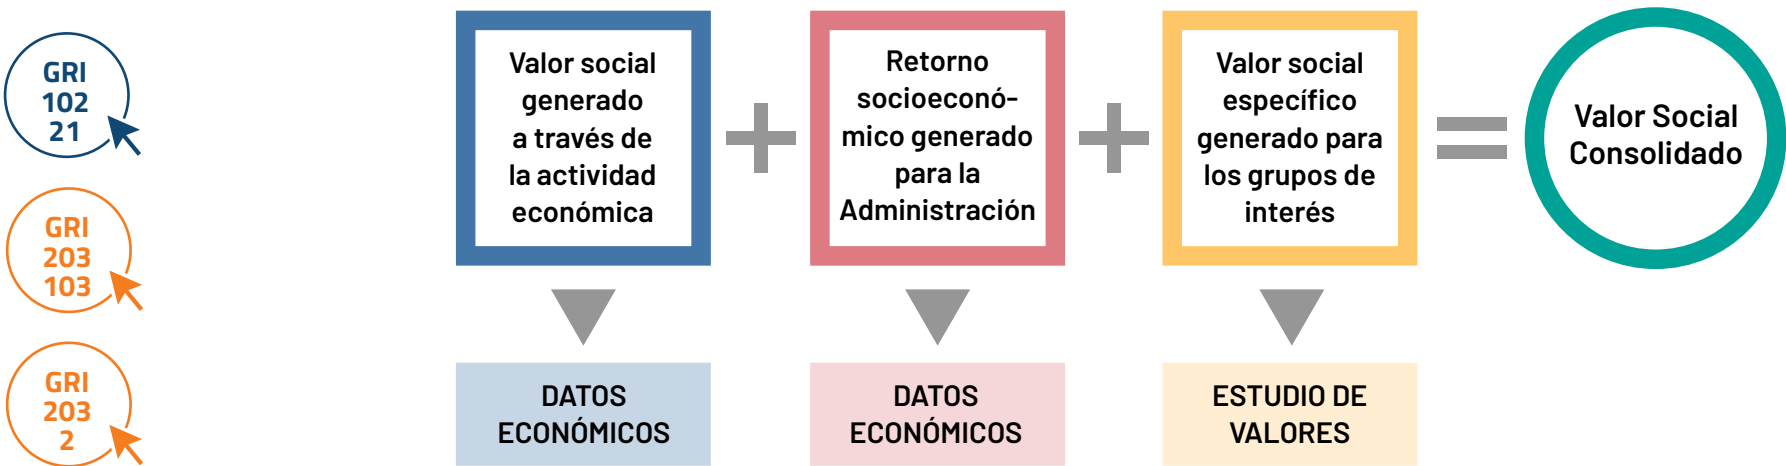 GRI
102
21
GRI
203
103
GRI
203
2
Valor social
generado
a través de
la actividad
económica
Retorno
socioeconó-
mico generado
para la
Administración
Valor social
específico
generado para
los grupos de
interés
Valor Social
Consolidado
DATOS
ECONÓMICOS
DATOS
ECONÓMICOS
ESTUDIO DE
VALORES